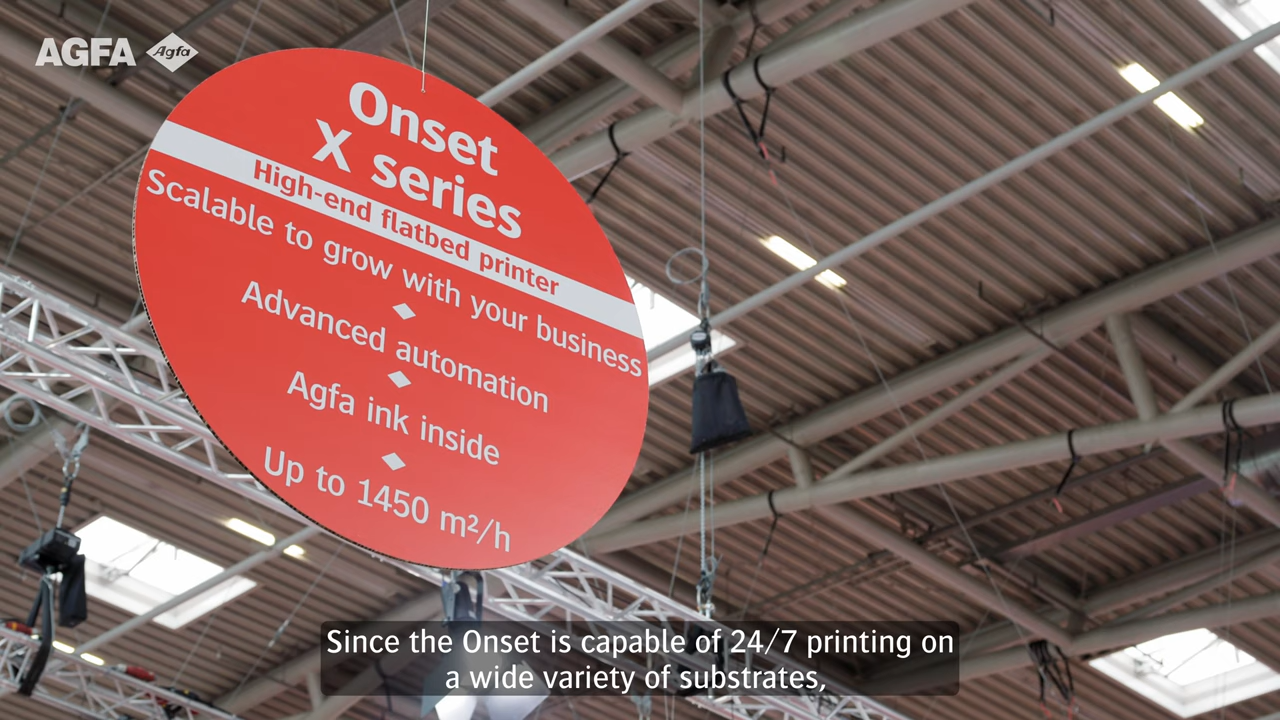 AGFA Agfa
Onset
X series
High-end flatbed printer
Scalable to grow with your business
Advanced automation
Agfa ink inside
Up to 1450 m²/h
Since the Onset is capable of 24/7 printing on
a wide variety of substrates,